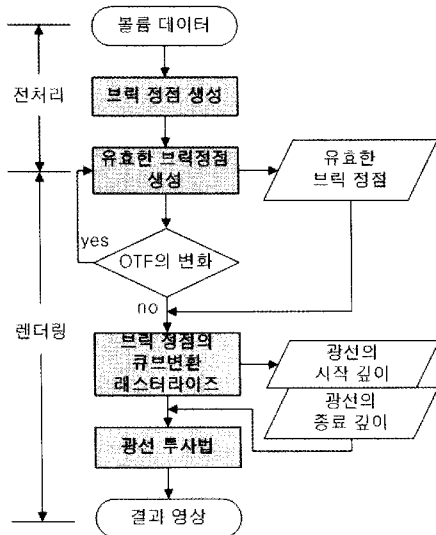 볼륨 데이터
전처리
브릭 정점 생성
유효한 브릭정점
생성
유효한
브릭 정점
yes
OTF의 변화
no
렌더링
브릭 정점의
큐브변환
래스터라이즈
광선의
시작 깊이
광선의
종료 깊이
광선 투사법
결과 영상